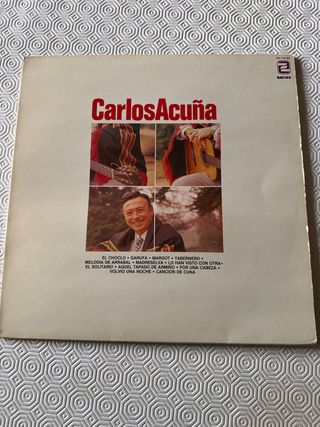 CarlosAcuña
EL CHOCLO • GARUFA • MARGOT • TABERNERO •
MELODIA DE ARRABAL • MADRESELVA • LO HAN VISTO CON OTRA •
EL SOLITARIO • AQUEL TAPADO DE ARMIÑO • POR UNA CABEZA •
VOLVIO UNA NOCHE • CANCION DE CUNA